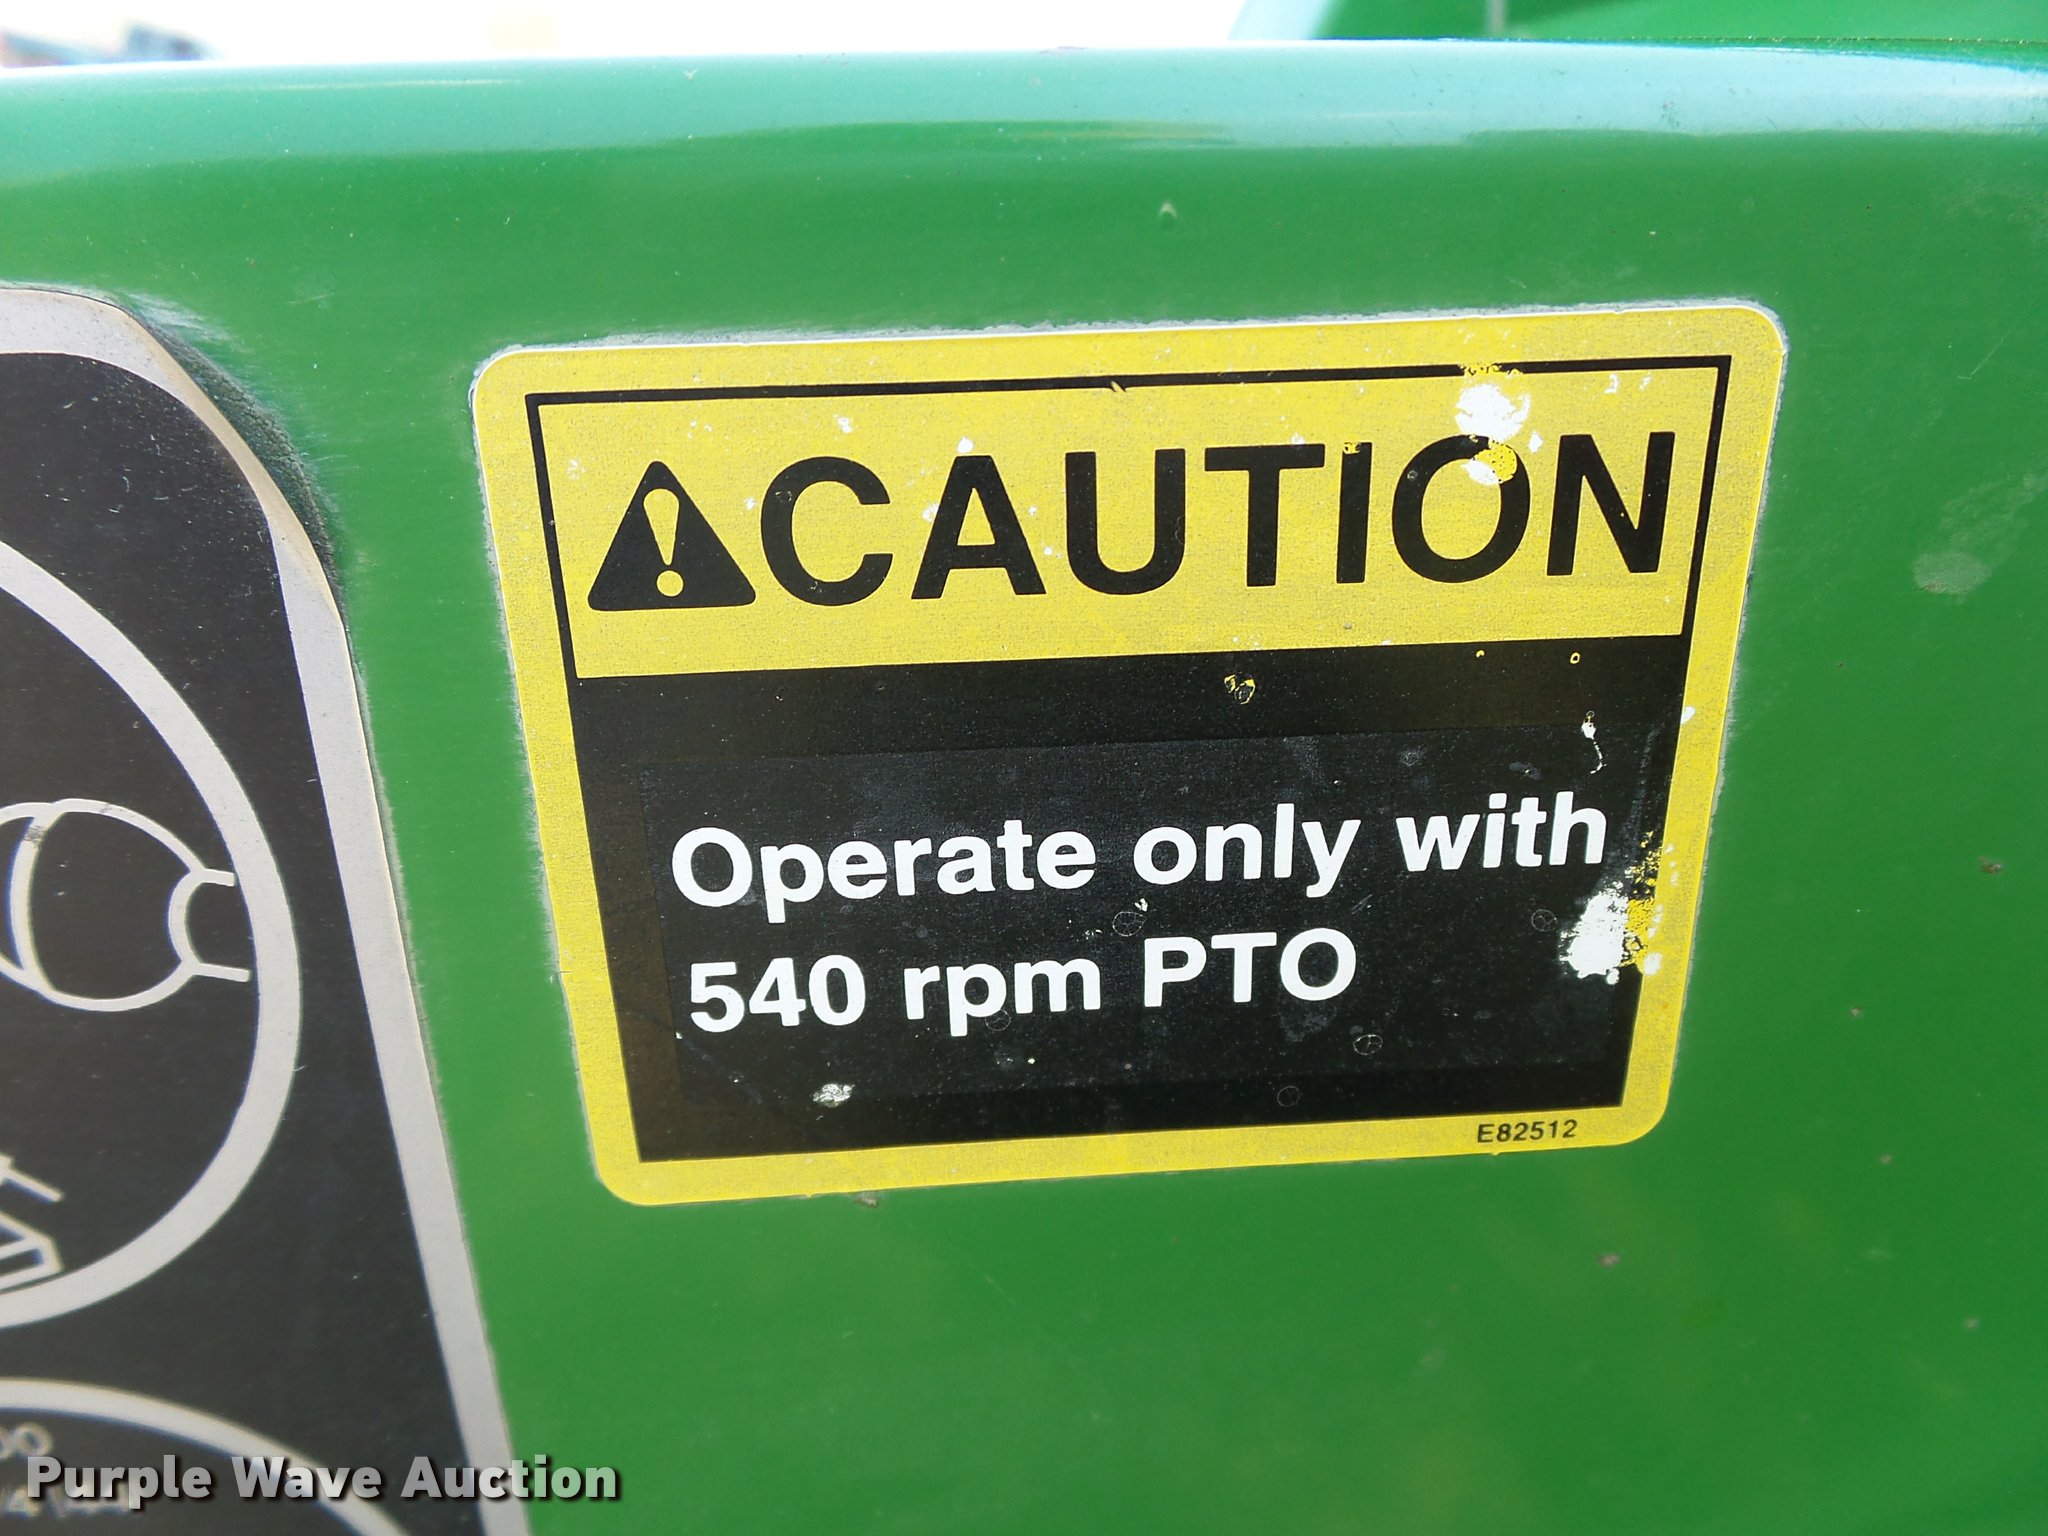 CAUTION
Operate only with
540 rpm PTO
E82512
Purple Wave Auction